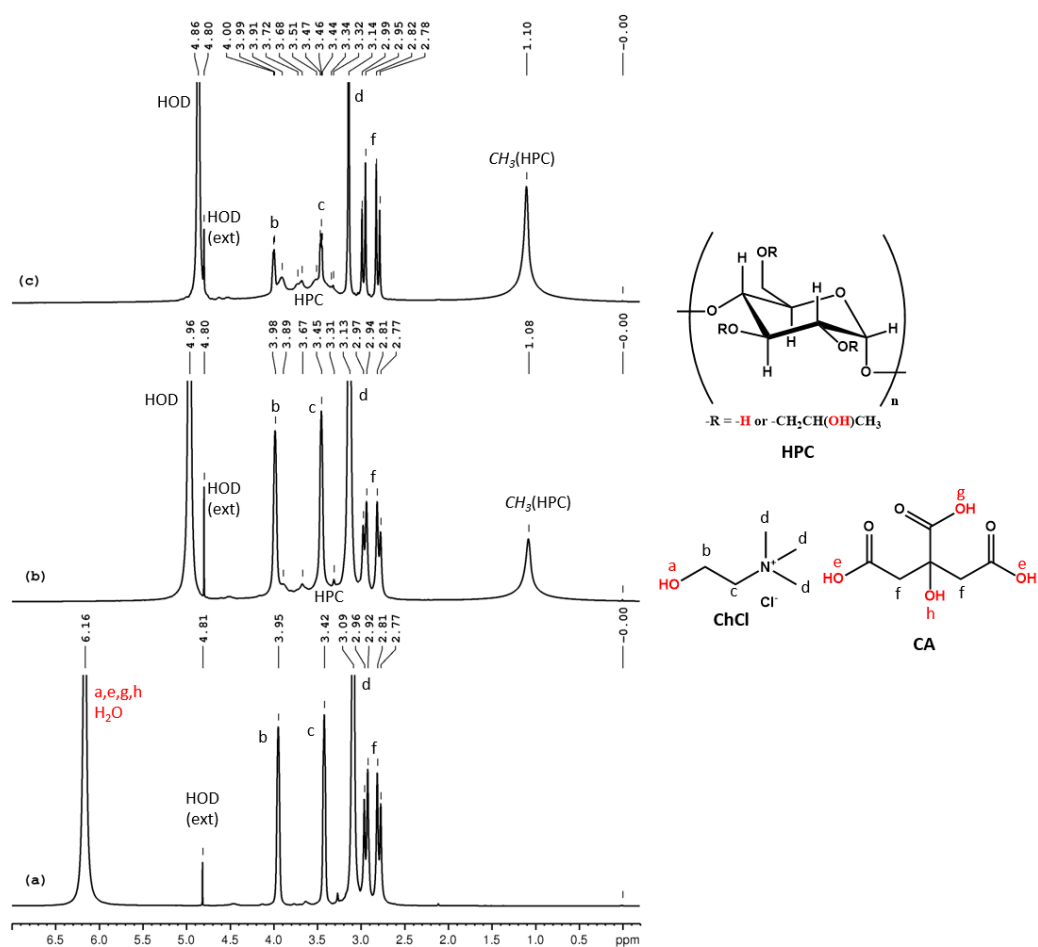 4.86 4.80 4.00 3.99 3.91 3.72 3.68 3.51 3.47 3.46 3.44 3.34 3.32 3.14 2.99 2.95 2.82 2.78 1.10 -0.00
HOD
d
f
CH₃(HPC)
b
HOD
(ext)
c
(c)
HPC
4.96 4.80 3.98 3.89 3.67 3.45 3.31 3.13 2.97 2.94 2.81 2.77 1.08 -0.00
HOD
d
b
c
f
HOD
(ext)
CH₃(HPC)
(b)
HPC
6.16 4.81 3.95 3.42 3.09 2.96 2.92 2.81 2.77 -0.00
a,e,g,h
H₂O
d
b
c
f
HOD
(ext)
(a)
6.5 6.0 5.5 5.0 4.5 4.0 3.5 3.0 2.5 2.0 1.5 1.0 0.5 ppm
OR
H
H
O
RO
H
OR
H
H
O
O
n
-R = -H or -CH₂CH(OH)CH₃
HPC
d
b
d
a
HO
N⁺
c
d
Cl⁻
ChCl
g
O
OH
O
O
e
HO
e
OH
f
OH
f
h
CA